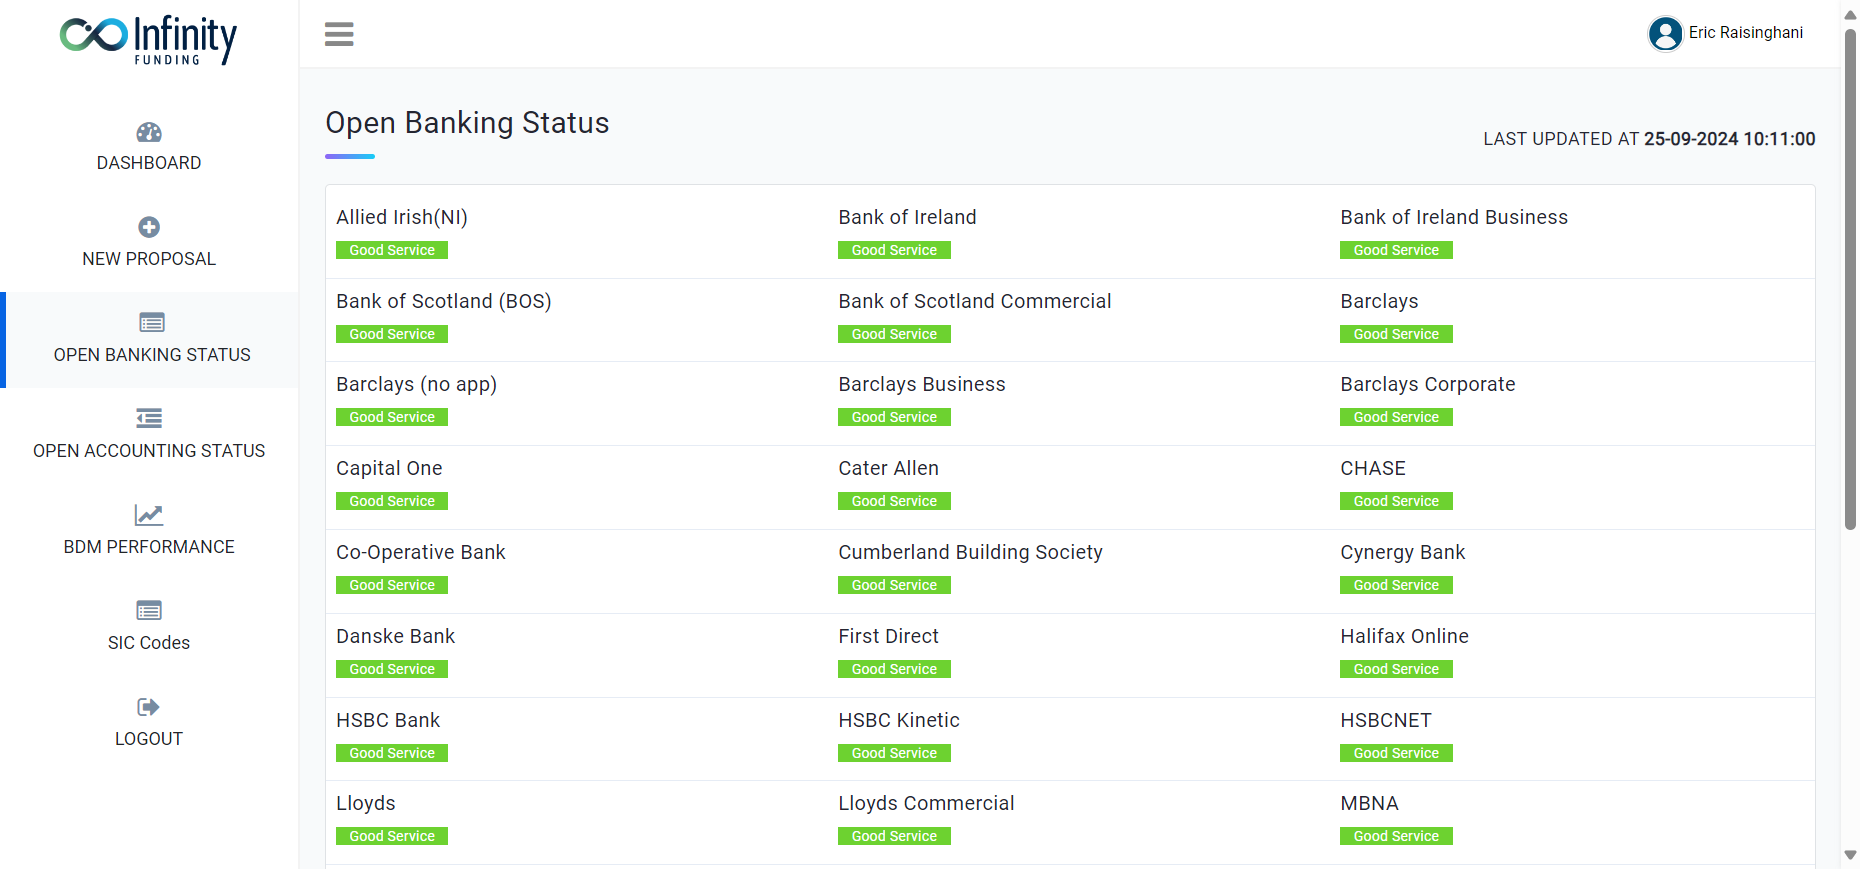 Infinity
FUNDING
Eric Raisinghani
DASHBOARD
NEW PROPOSAL
OPEN BANKING STATUS
OPEN ACCOUNTING STATUS
BDM PERFORMANCE
SIC Codes
LOGOUT
Open Banking Status
LAST UPDATED AT 25-09-2024 10:11:00
Allied Irish(NI) Bank of Ireland Bank of Ireland Business
Good Service Good Service Good Service
Bank of Scotland (BOS) Bank of Scotland Commercial Barclays
Good Service Good Service Good Service
Barclays (no app) Barclays Business Barclays Corporate
Good Service Good Service Good Service
Capital One Cater Allen CHASE
Good Service Good Service Good Service
Co-Operative Bank Cumberland Building Society Cynergy Bank
Good Service Good Service Good Service
Danske Bank First Direct Halifax Online
Good Service Good Service Good Service
HSBC Bank HSBC Kinetic HSBCNET
Good Service Good Service Good Service
Lloyds Lloyds Commercial MBNA
Good Service Good Service Good Service